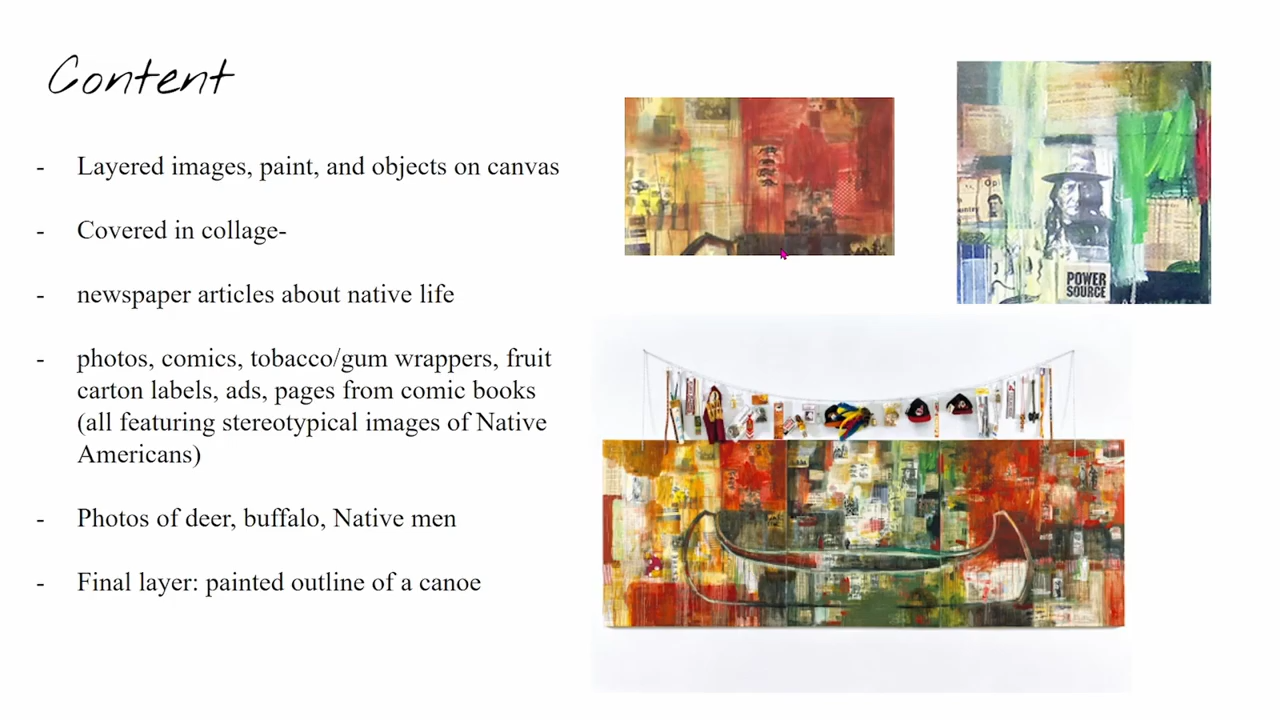 Content
- Layered images, paint, and objects on canvas
- Covered in collage-
- newspaper articles about native life
- photos, comics, tobacco/gum wrappers, fruit
carton labels, ads, pages from comic books
(all featuring stereotypical images of Native
Americans)
- Photos of deer, buffalo, Native men
- Final layer: painted outline of a canoe
POWER
SOURCE